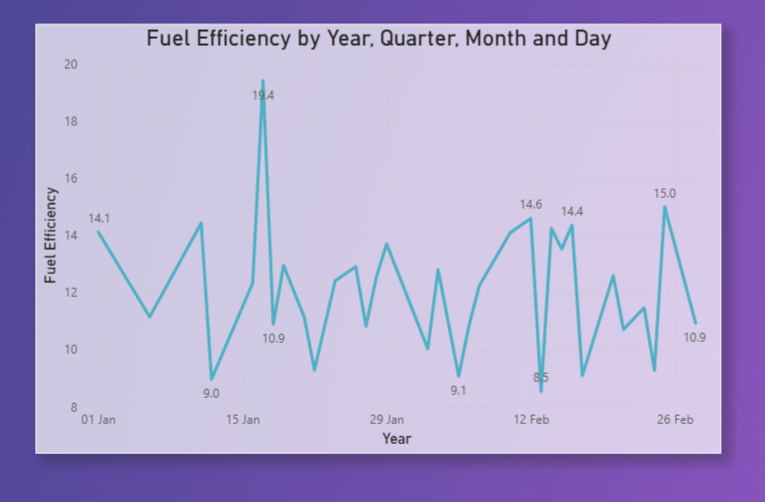 Fuel Efficiency by Year, Quarter, Month and Day
20
18
16
14
12
10
8
Fuel Efficiency
14.1
9.0
19.4
10.9
9.1
14.6
8.5
14.4
15.0
10.9
01 Jan
15 Jan
29 Jan
12 Feb
26 Feb
Year